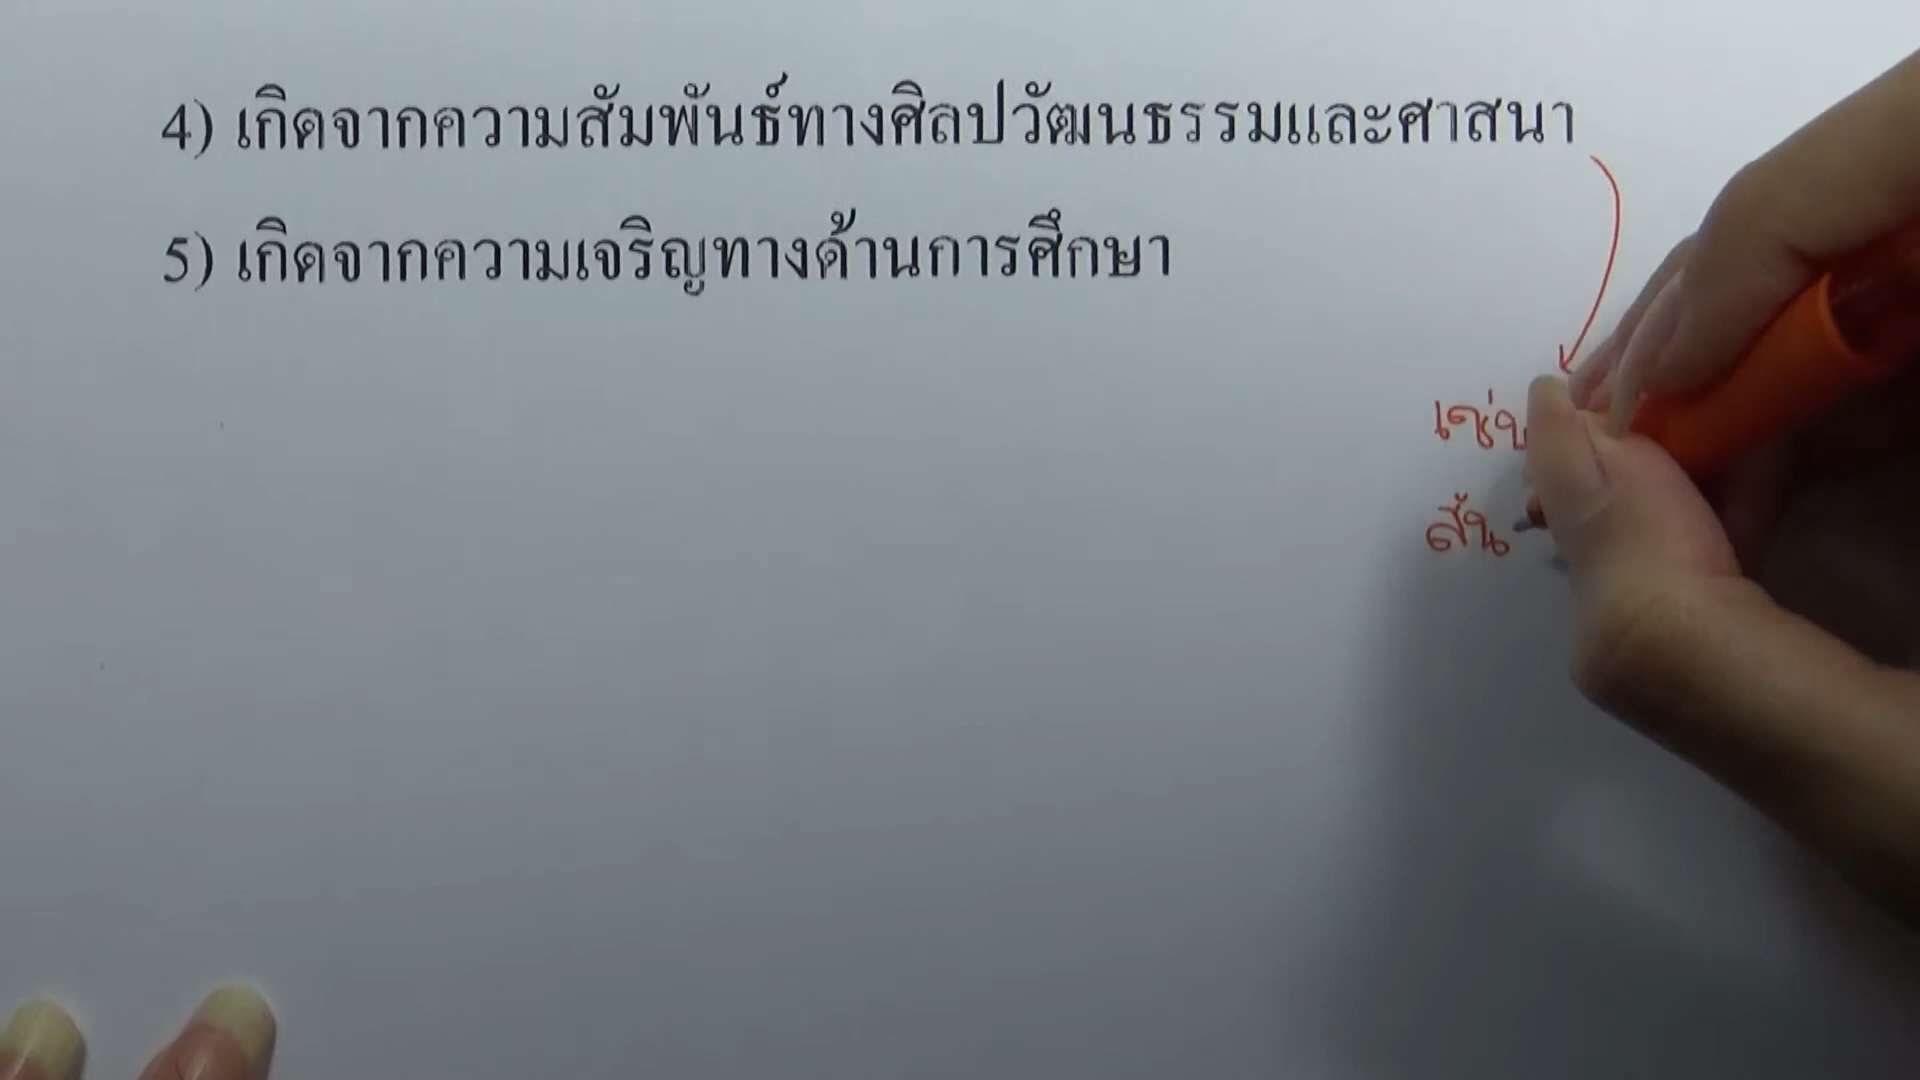 4) เกิดจากความสัมพันธ์ทางศิลปวัฒนธรรมและศาสนา
5) เกิดจากความเจริญทางด้านการศึกษา
เช่น